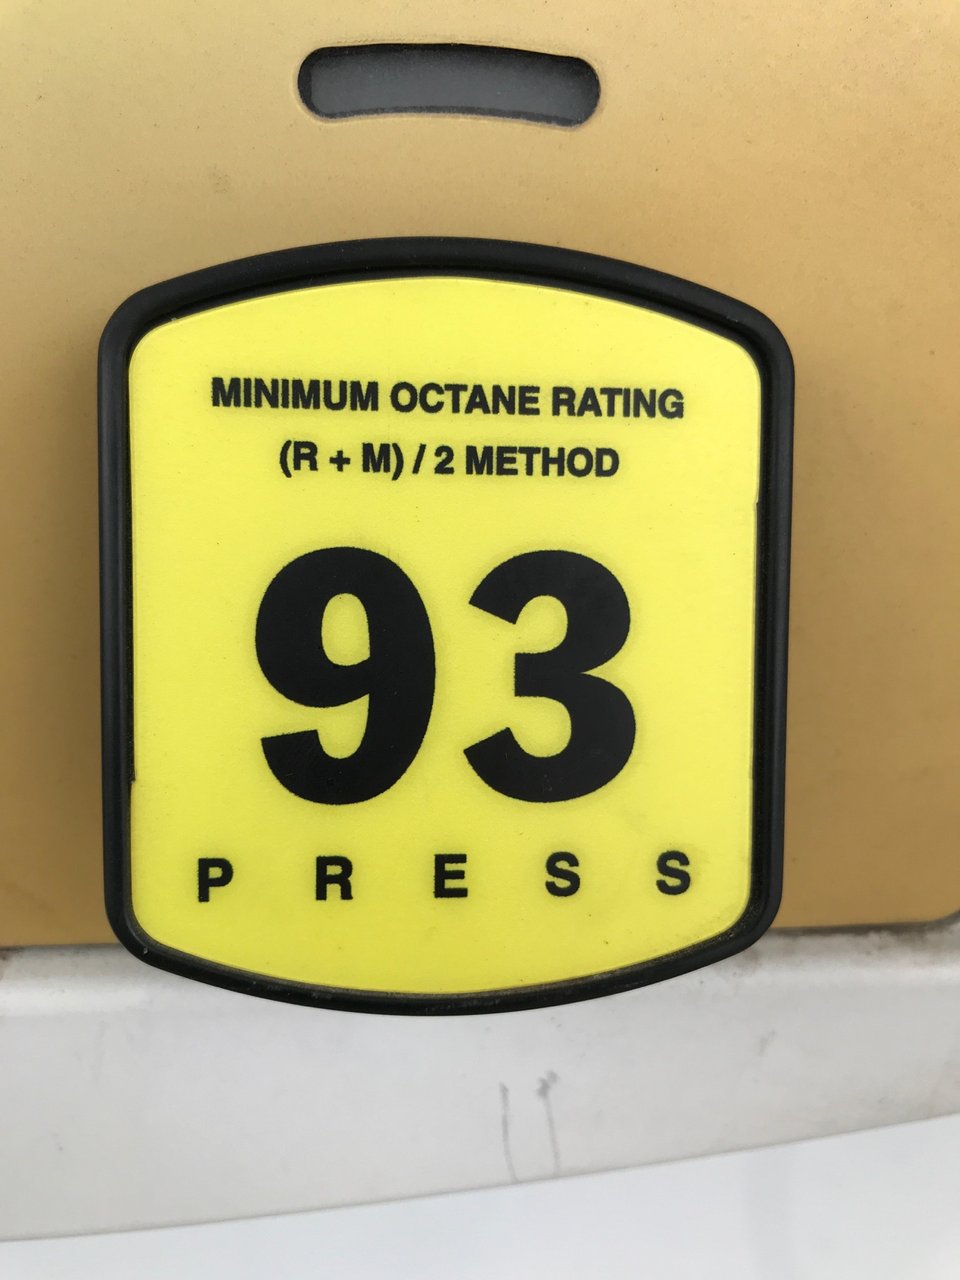 MINIMUM OCTANE RATING
(R + M) / 2 METHOD
93
PRESS